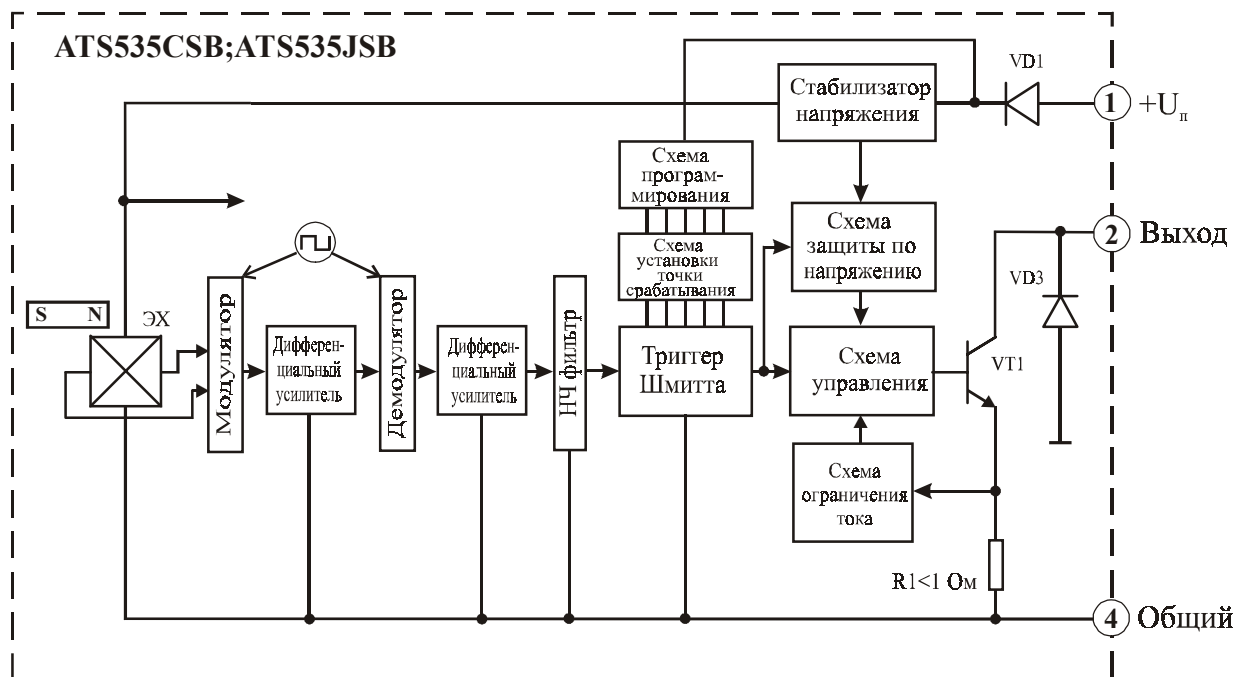 ATS535CSB;ATS535JSB
VD1
Стабилизатор
напряжения
1 +Uп
Схема
програм-
мирования
Схема
установки
точки
срабатывания
Схема
защиты по
напряжению
2 Выход
VD3
S N
ЭХ
Модулятор
Дифферен-
циальный
усилитель
Демодулятор
Дифферен-
циальный
усилитель
НЧ фильтр
Триггер
Шмитта
Схема
управления
VT1
Схема
ограничения
тока
R1<1 Ом
4 Общий